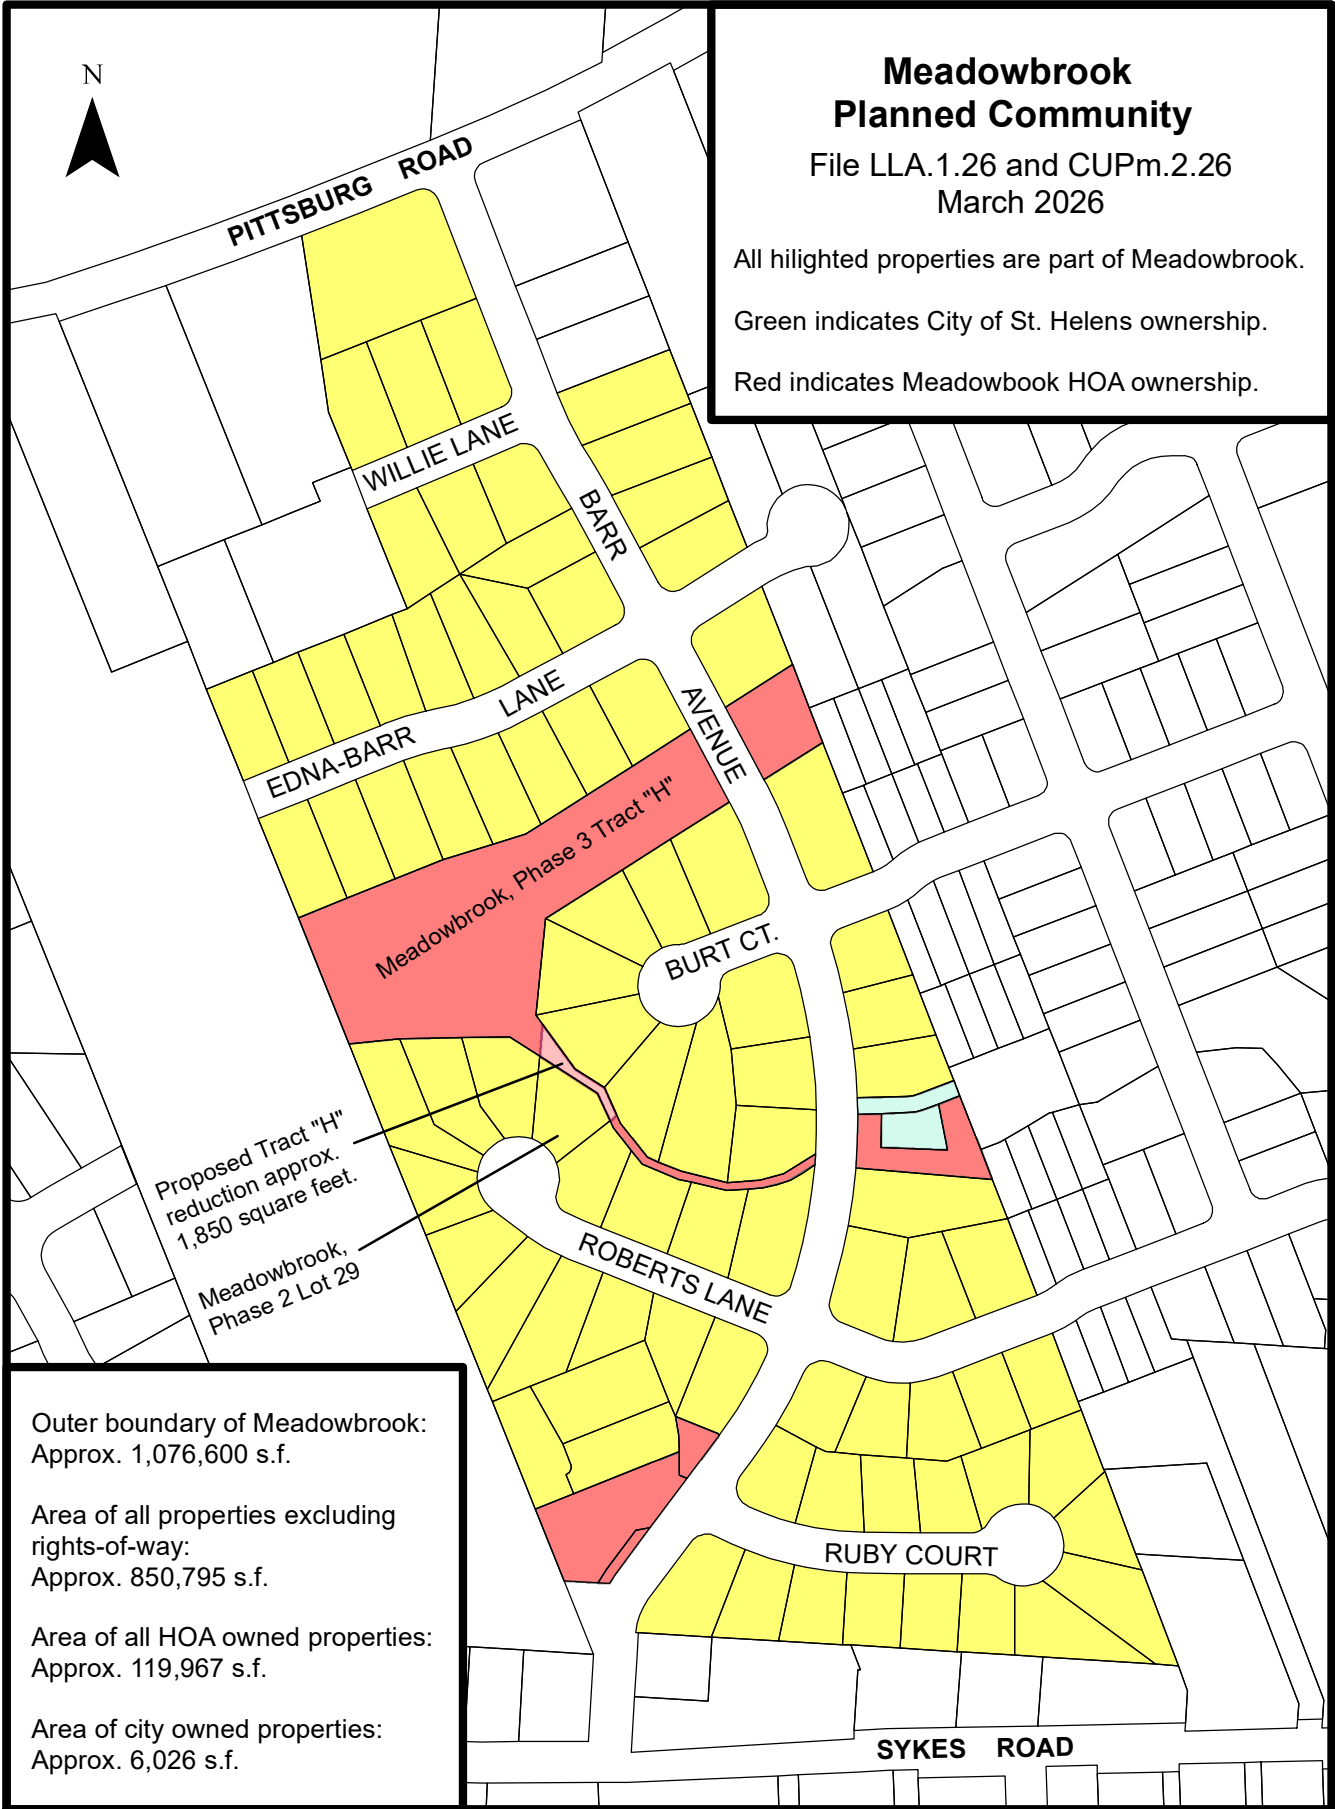 Meadowbrook
Planned Community
File LLA.1.26 and CUPm.2.26
March 2026
All hilighted properties are part of Meadowbrook.
Green indicates City of St. Helens ownership.
Red indicates Meadowbook HOA ownership.
N
PITTSBURG ROAD
WILLIE LANE
BARR AVENUE
EDNA-BARR LANE
Meadowbrook, Phase 3 Tract "H"
BURT CT.
Proposed Tract "H"
reduction approx.
1,850 square feet.
Meadowbrook,
Phase 2 Lot 29
ROBERTS LANE
RUBY COURT
SYKES ROAD
Outer boundary of Meadowbrook:
Approx. 1,076,600 s.f.
Area of all properties excluding
rights-of-way:
Approx. 850,795 s.f.
Area of all HOA owned properties:
Approx. 119,967 s.f.
Area of city owned properties:
Approx. 6,026 s.f.